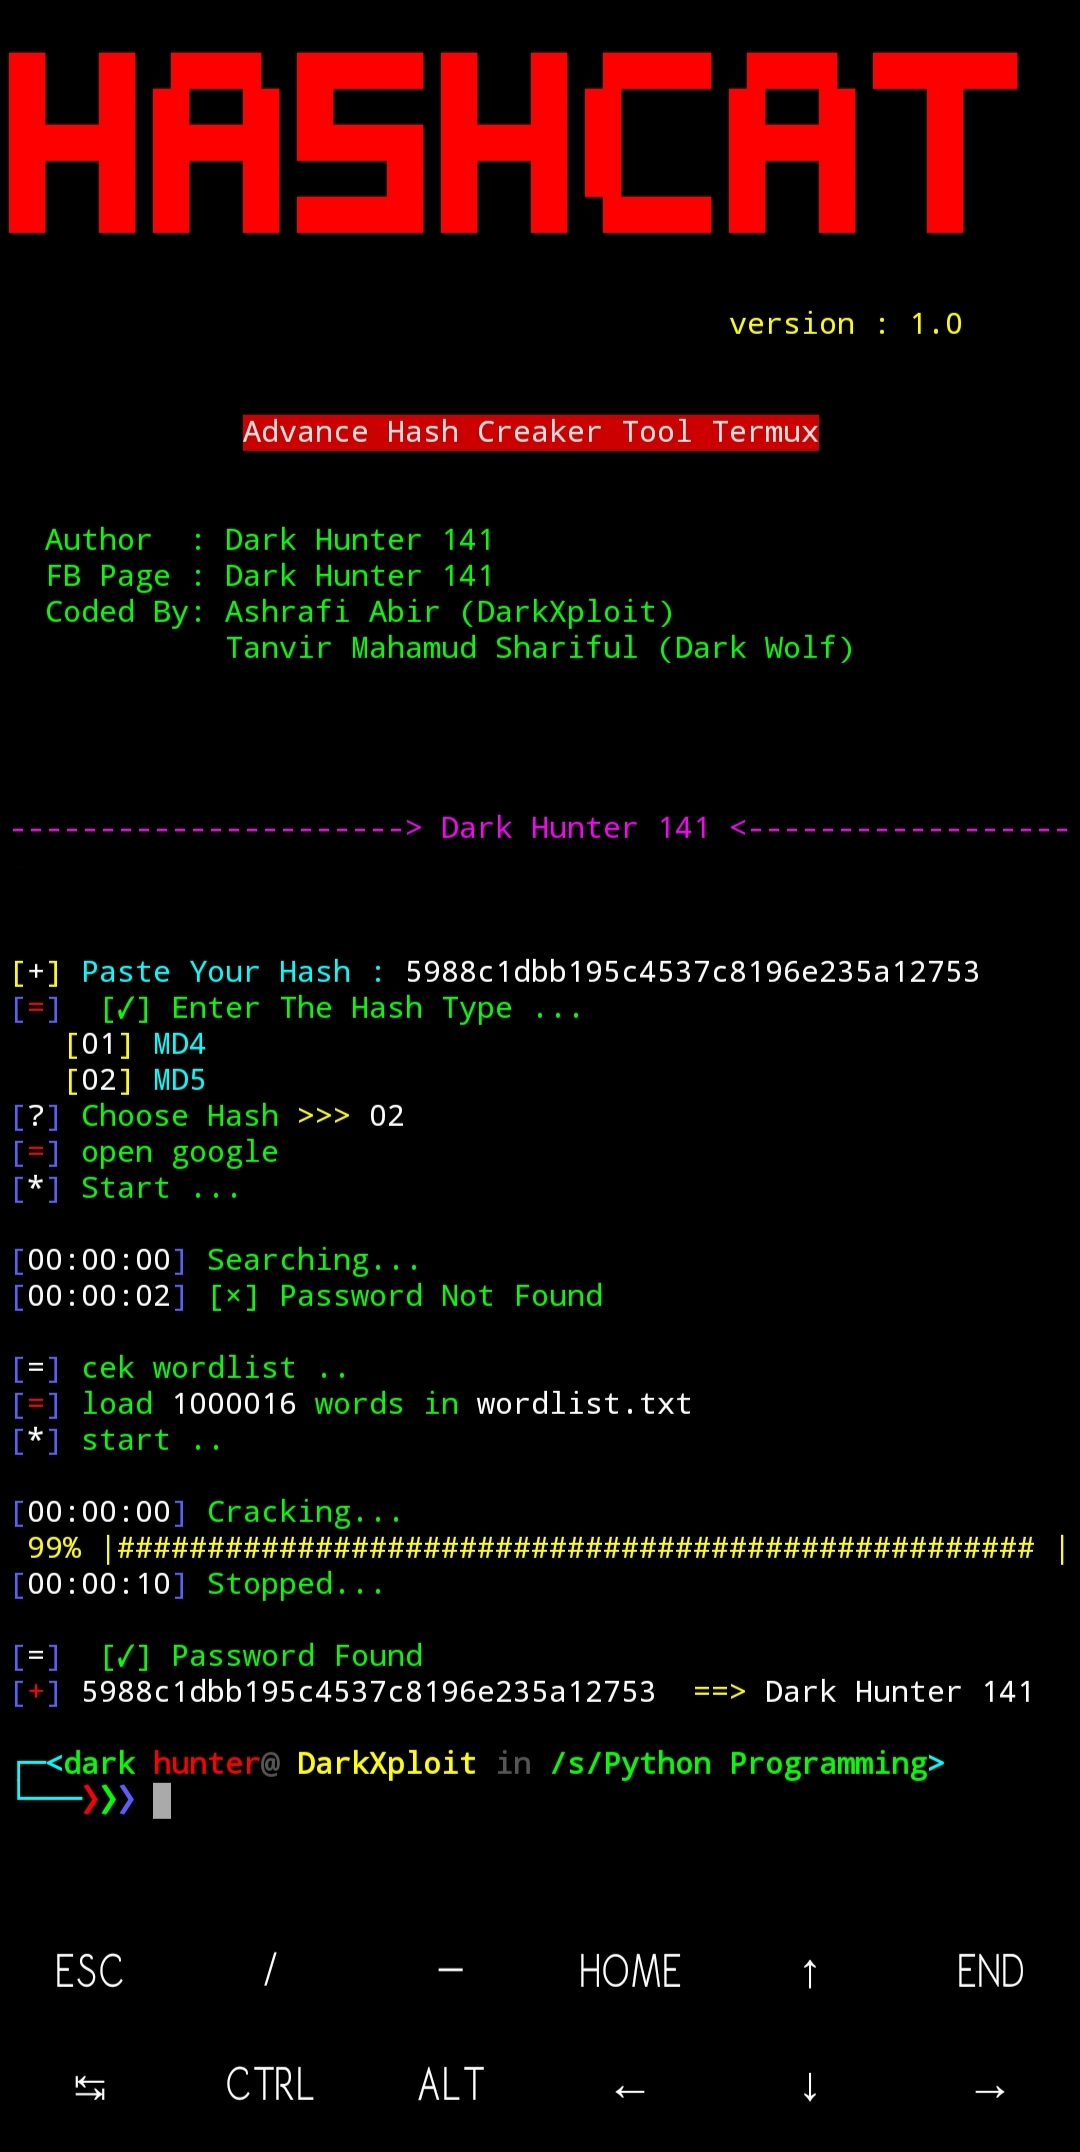 HASHCAT
version : 1.0
Advance Hash Creaker Tool Termux
Author  : Dark Hunter 141
FB Page : Dark Hunter 141
Coded By: Ashrafi Abir (DarkXploit)
Tanvir Mahamud Shariful (Dark Wolf)
----------------------> Dark Hunter 141 <------------------
[+] Paste Your Hash : 5988c1dbb195c4537c8196e235a12753
[=]  [✓] Enter The Hash Type ...
[01] MD4
[02] MD5
[?] Choose Hash >>> 02
[=] open google
[*] Start ...
[00:00:00] Searching...
[00:00:02] [×] Password Not Found
[=] cek wordlist ..
[=] load 1000016 words in wordlist.txt
[*] start ..
[00:00:00] Cracking...
99% |################################################### |
[00:00:10] Stopped...
[=]  [✓] Password Found
[+] 5988c1dbb195c4537c8196e235a12753  ==> Dark Hunter 141
┌─<dark hunter@ DarkXploit in /s/Python Programming>
└──❯❯❯
ESC / — HOME ↑ END
↹ CTRL ALT ← ↓ →